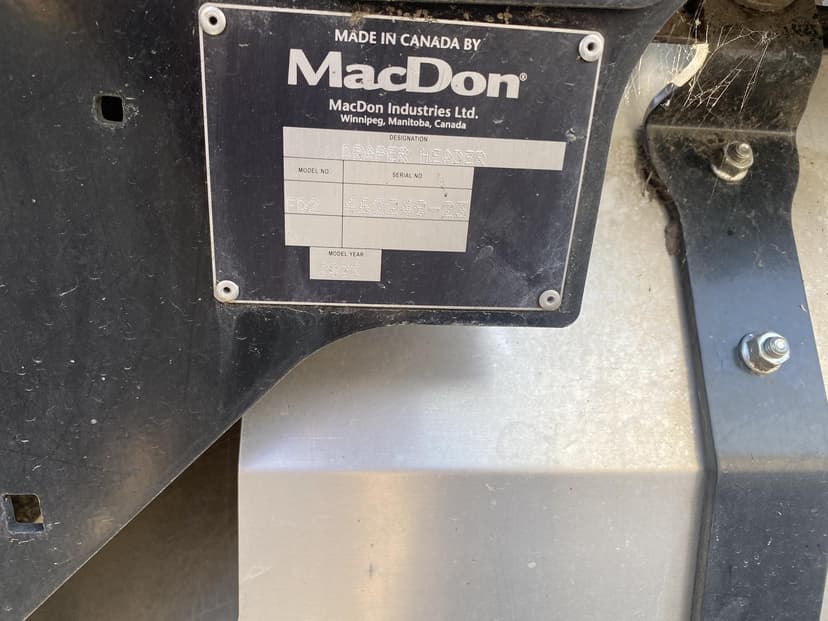 MADE IN CANADA BY
MacDon®
MacDon Industries Ltd.
Winnipeg, Manitoba, Canada
DESIGNATION
DRAPER HEADER
MODEL NO. SERIAL NO
MODEL YEAR